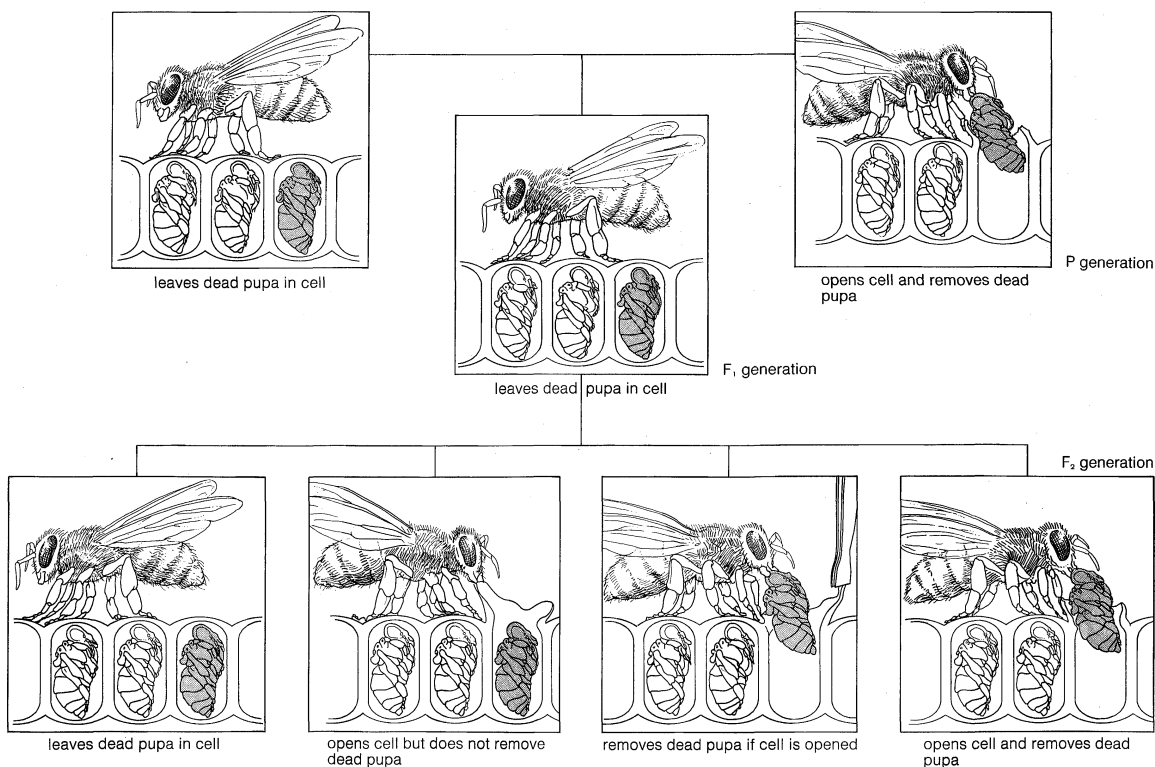 leaves dead pupa in cell
P generation
opens cell and removes dead
pupa
F₁ generation
leaves dead pupa in cell
F₂ generation
leaves dead pupa in cell
opens cell but does not remove
dead pupa
removes dead pupa if cell is opened
opens cell and removes dead
pupa